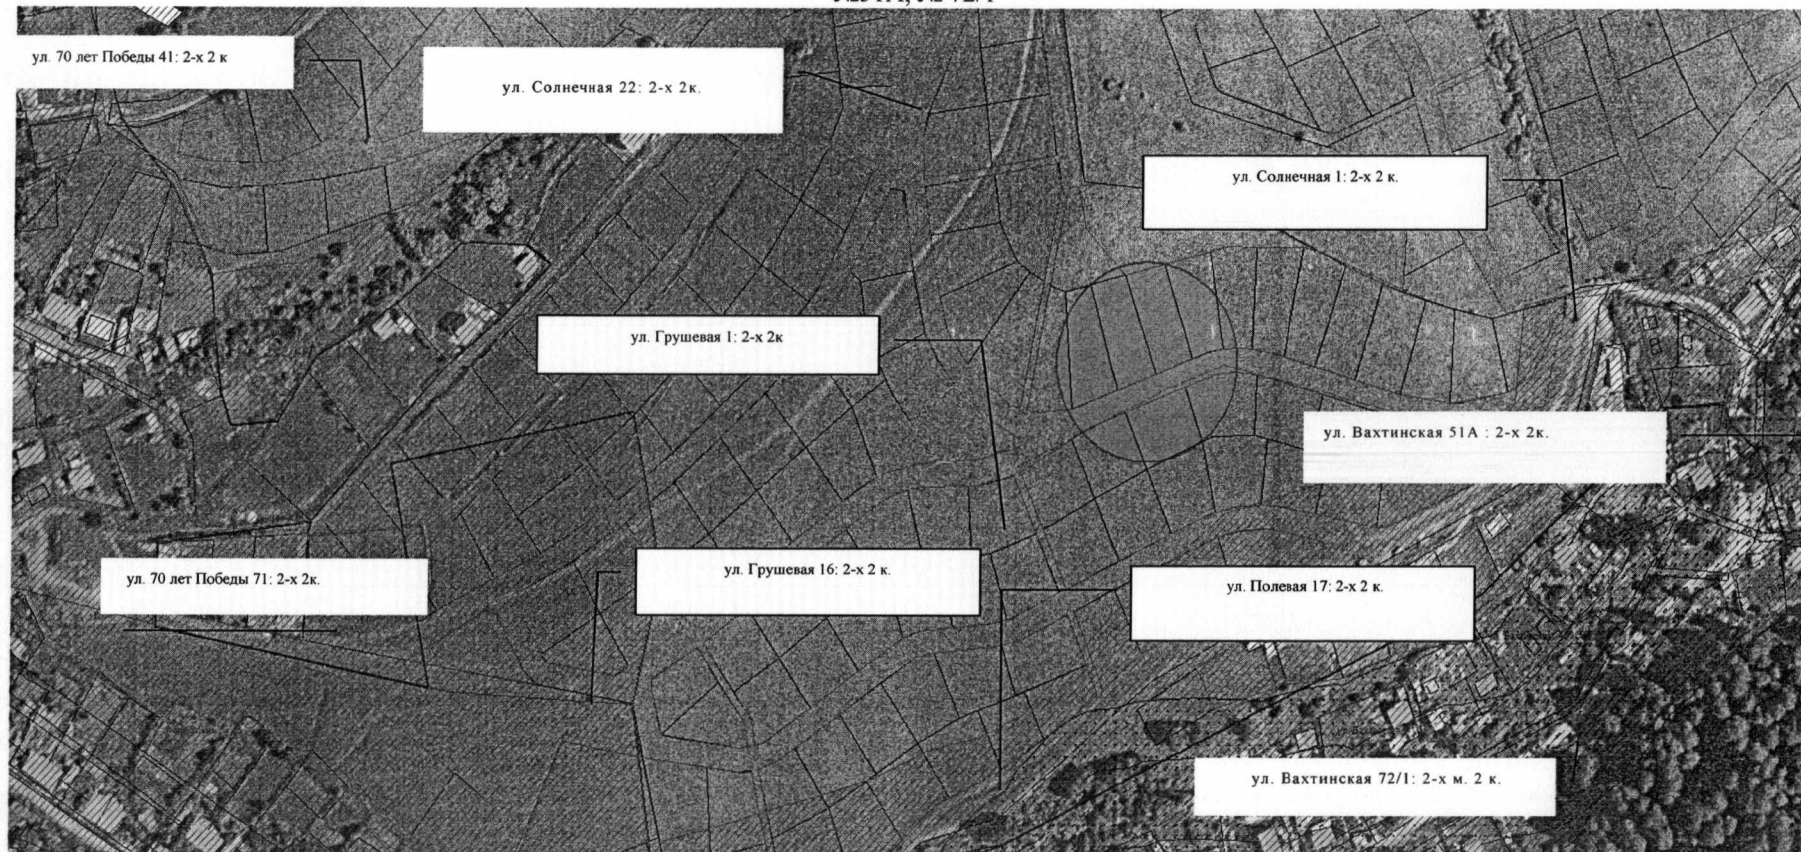 ул. 70 лет Победы 41: 2-х 2 к
ул. Солнечная 22: 2-х 2к.
ул. Солнечная 1: 2-х 2 к.
ул. Грушевая 1: 2-х 2к
ул. Вахтинская 51А : 2-х 2к.
ул. 70 лет Победы 71: 2-х 2к.
ул. Грушевая 16: 2-х 2 к.
ул. Полевая 17: 2-х 2 к.
ул. Вахтинская 72/1: 2-х м. 2 к.